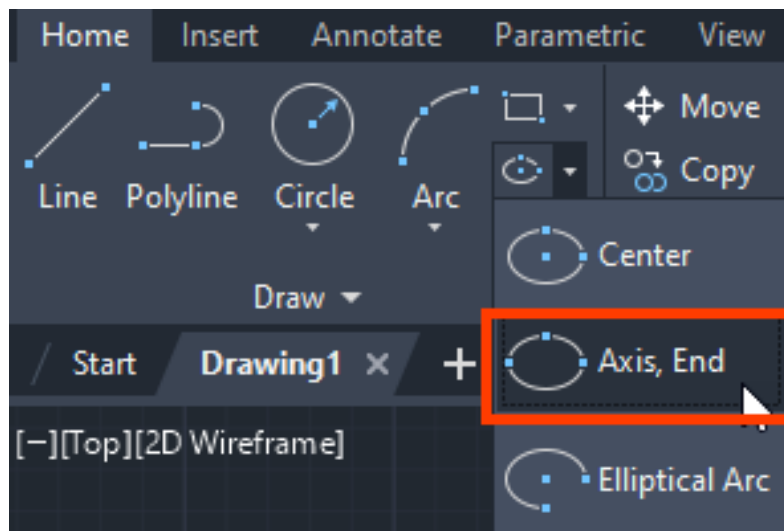 Home Insert Annotate Parametric View
Line Polyline Circle Arc
Move
Copy
Draw
Center
Axis, End
Elliptical Arc
Start Drawing1
[−][Top][2D Wireframe]